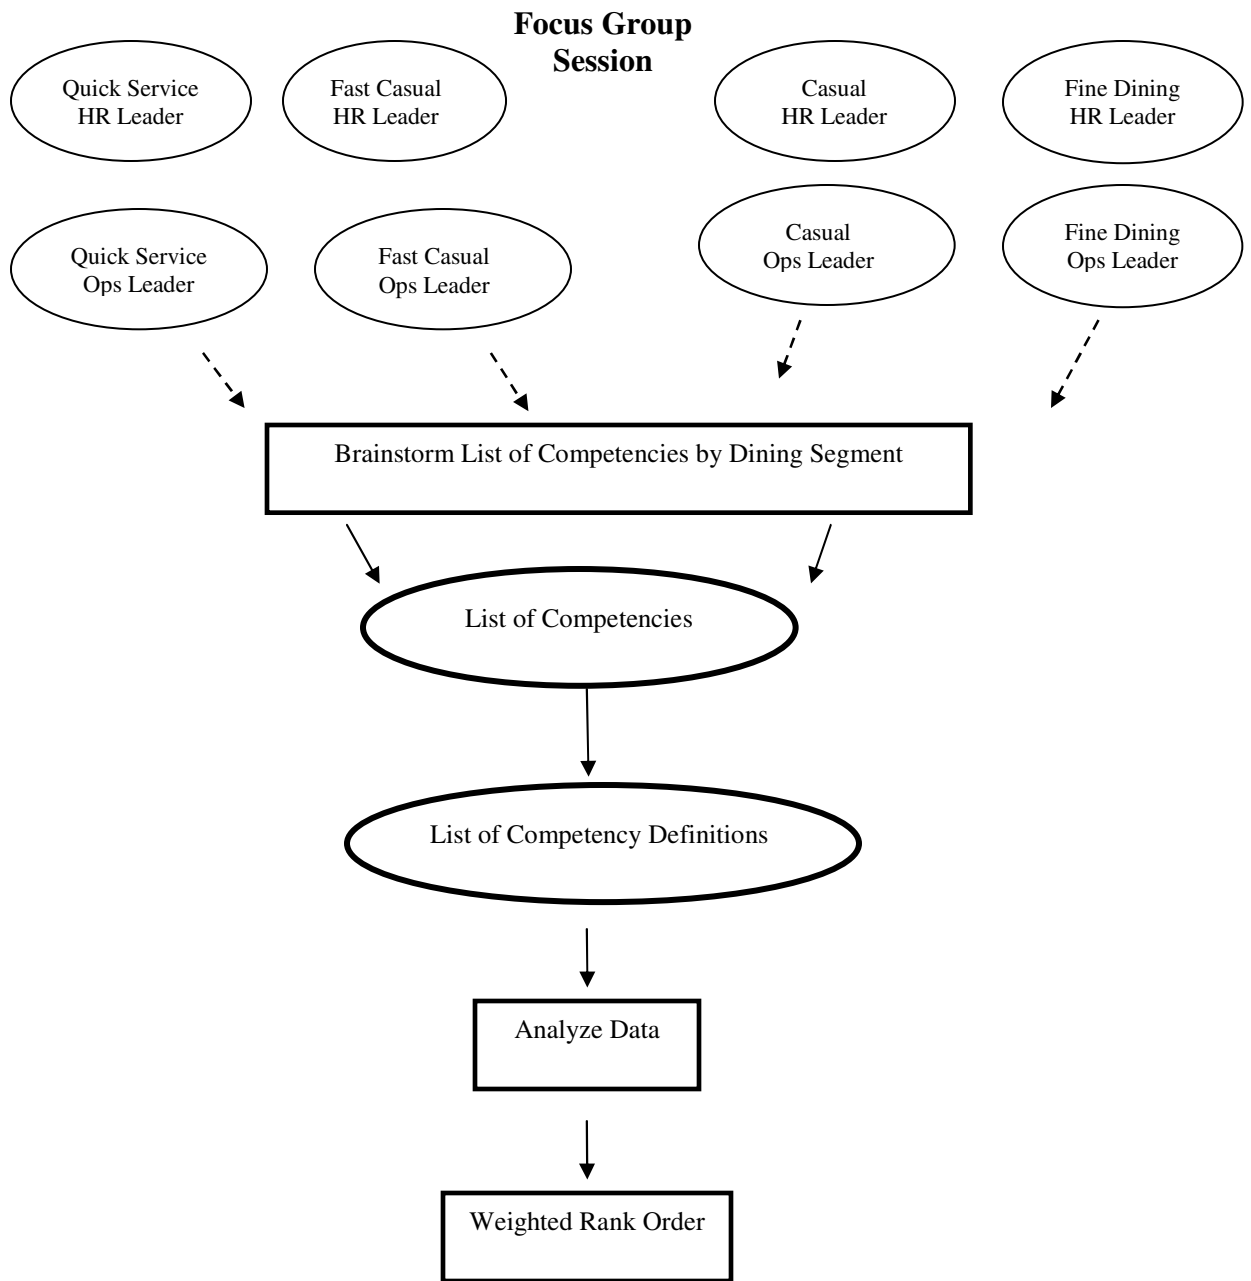 Focus Group
Session
Quick Service
HR Leader
Fast Casual
HR Leader
Casual
HR Leader
Fine Dining
HR Leader
Quick Service
Ops Leader
Fast Casual
Ops Leader
Casual
Ops Leader
Fine Dining
Ops Leader
Brainstorm List of Competencies by Dining Segment
List of Competencies
List of Competency Definitions
Analyze Data
Weighted Rank Order